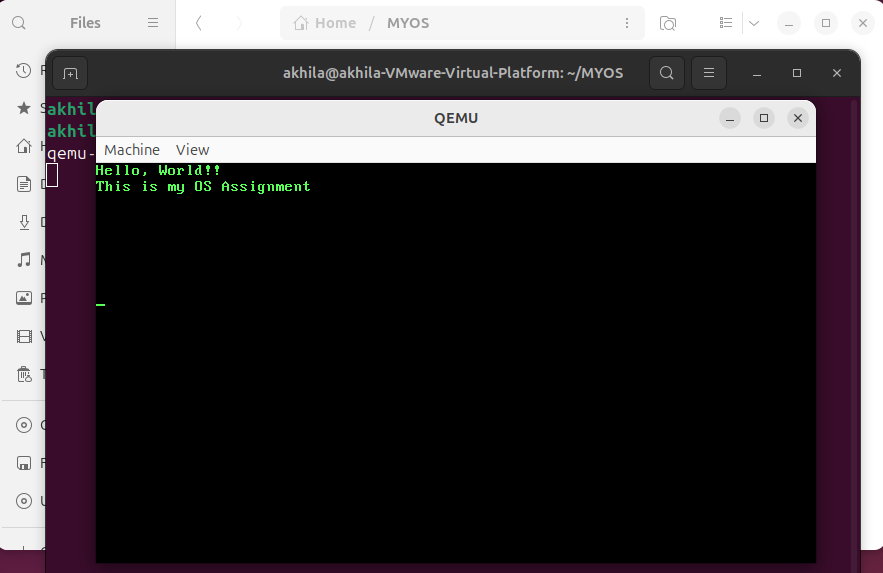 Files
Home / MYOS
akhila@akhila-VMware-Virtual-Platform: ~/MYOS
akhil
akhil
qemu-
QEMU
Machine View
Hello, World!!
This is my OS Assignment